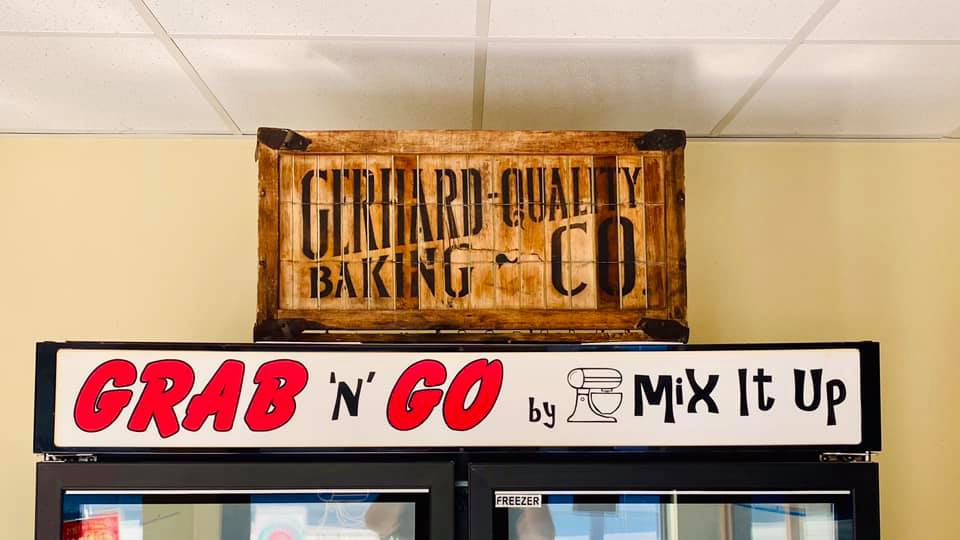 GERHARD-QUALITY
BAKING ~ CO.
GRAB 'N' GO by MiX It Up
FREEZER